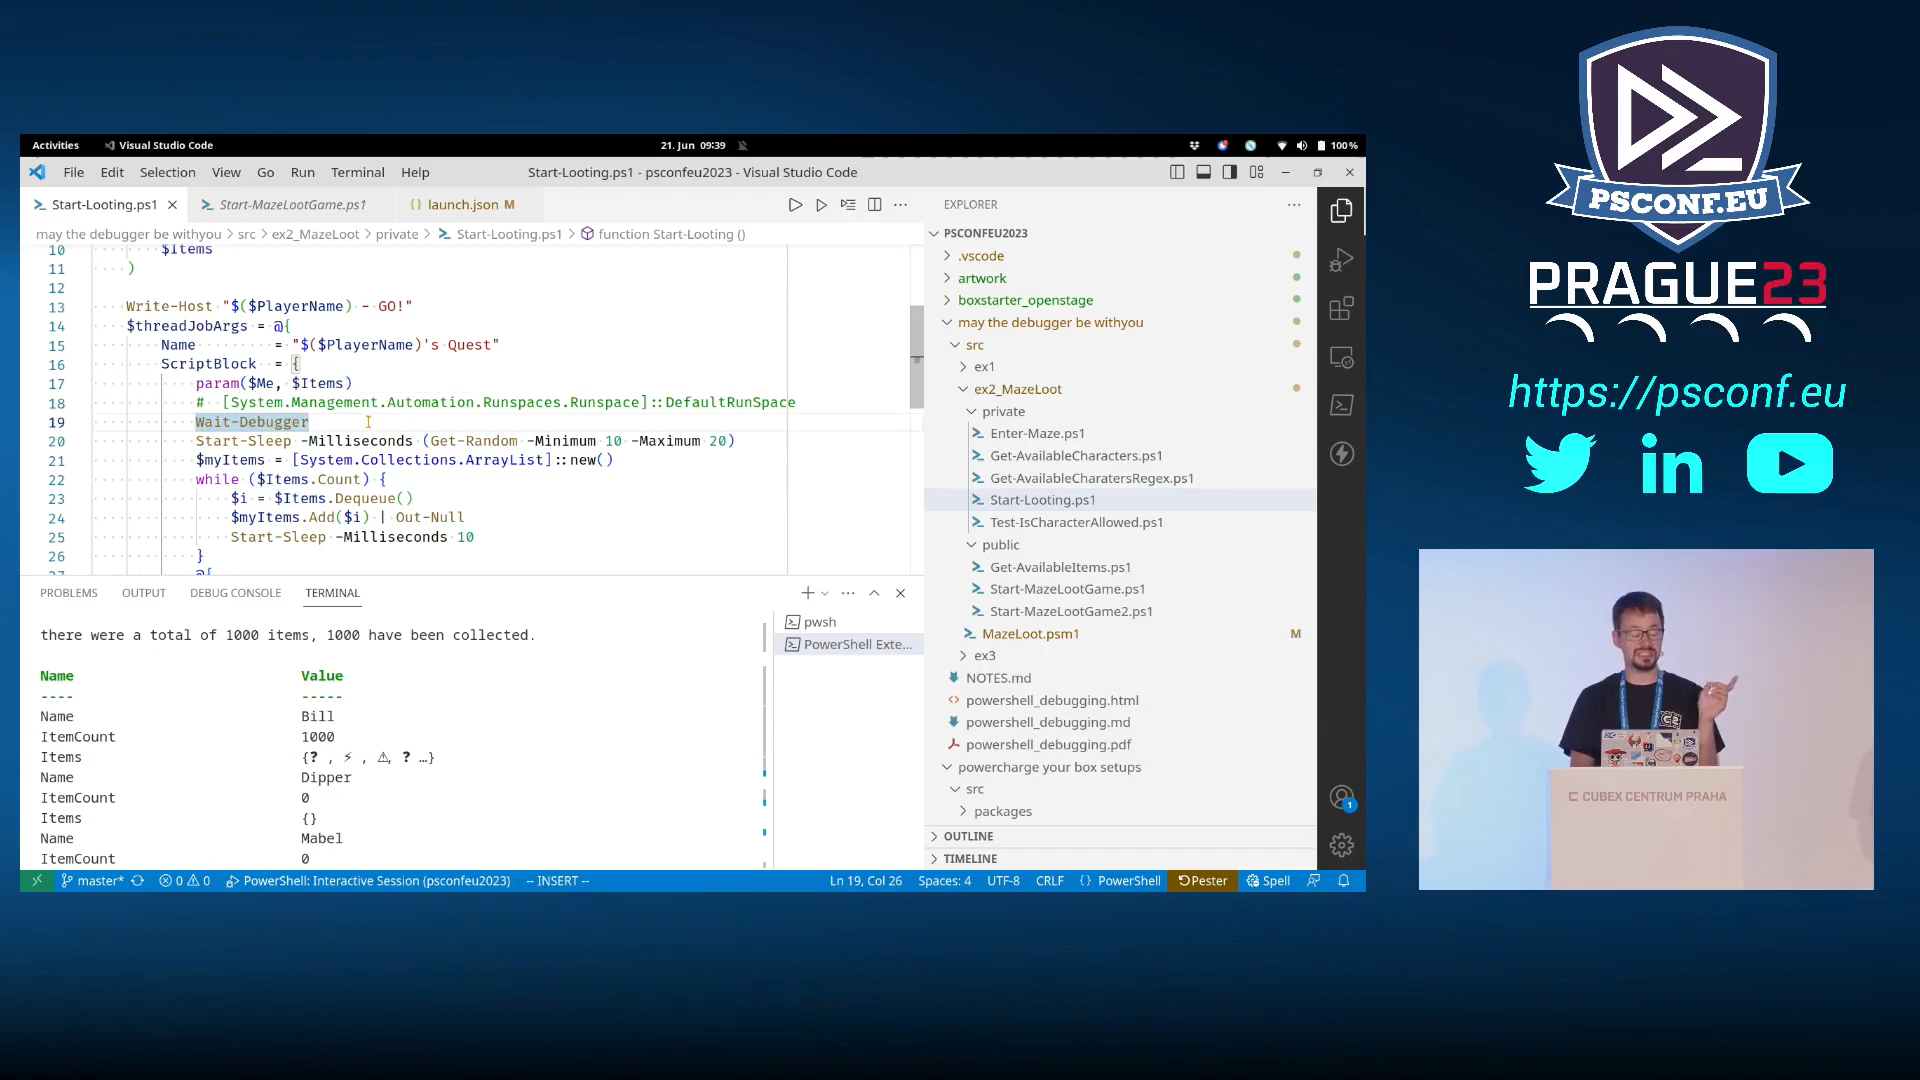 Activities
Visual Studio Code
21. Jun 09:39
100%
File Edit Selection View Go Run Terminal Help
Start-Looting.ps1 - psconfeu2023 - Visual Studio Code
Start-Looting.ps1
Start-MazeLootGame.ps1
{} launch.json M
may the debugger be withyou > src > ex2_MazeLoot > private > Start-Looting.ps1 > function Start-Looting ()
10 $Items
11 )
12
13 Write-Host "$($PlayerName) - GO!"
14 $threadJobArgs = @{
15 Name = "$($PlayerName)'s Quest"
16 ScriptBlock = {
17 param($Me, $Items)
18 # [System.Management.Automation.Runspaces.Runspace]::DefaultRunSpace
19 Wait-Debugger
20 Start-Sleep -Milliseconds (Get-Random -Minimum 10 -Maximum 20)
21 $myItems = [System.Collections.ArrayList]::new()
22 while ($Items.Count) {
23 $i = $Items.Dequeue()
24 $myItems.Add($i) | Out-Null
25 Start-Sleep -Milliseconds 10
26 }
27 @{
PROBLEMS OUTPUT DEBUG CONSOLE TERMINAL
there were a total of 1000 items, 1000 have been collected.
Name Value
---- -----
Name Bill
ItemCount 1000
Items {❓ , ⚡ , ⚠, ❓ …}
Name Dipper
ItemCount 0
Items {}
Name Mabel
ItemCount 0
pwsh
PowerShell Exte...
EXPLORER
PSCONFEU2023
.vscode
artwork
boxstarter_openstage
may the debugger be withyou
src
ex1
ex2_MazeLoot
private
Enter-Maze.ps1
Get-AvailableCharacters.ps1
Get-AvailableCharatersRegex.ps1
Start-Looting.ps1
Test-IsCharacterAllowed.ps1
public
Get-AvailableItems.ps1
Start-MazeLootGame.ps1
Start-MazeLootGame2.ps1
MazeLoot.psm1 M
ex3
NOTES.md
powershell_debugging.html
powershell_debugging.md
powershell_debugging.pdf
powercharge your box setups
src
packages
OUTLINE
TIMELINE
1
master* 0 0 PowerShell: Interactive Session (psconfeu2023) -- INSERT --
Ln 19, Col 26 Spaces: 4 UTF-8 CRLF {} PowerShell Pester Spell
PSCONF.EU
PRAGUE23
https://psconf.eu
in
CUBEX CENTRUM PRAHA